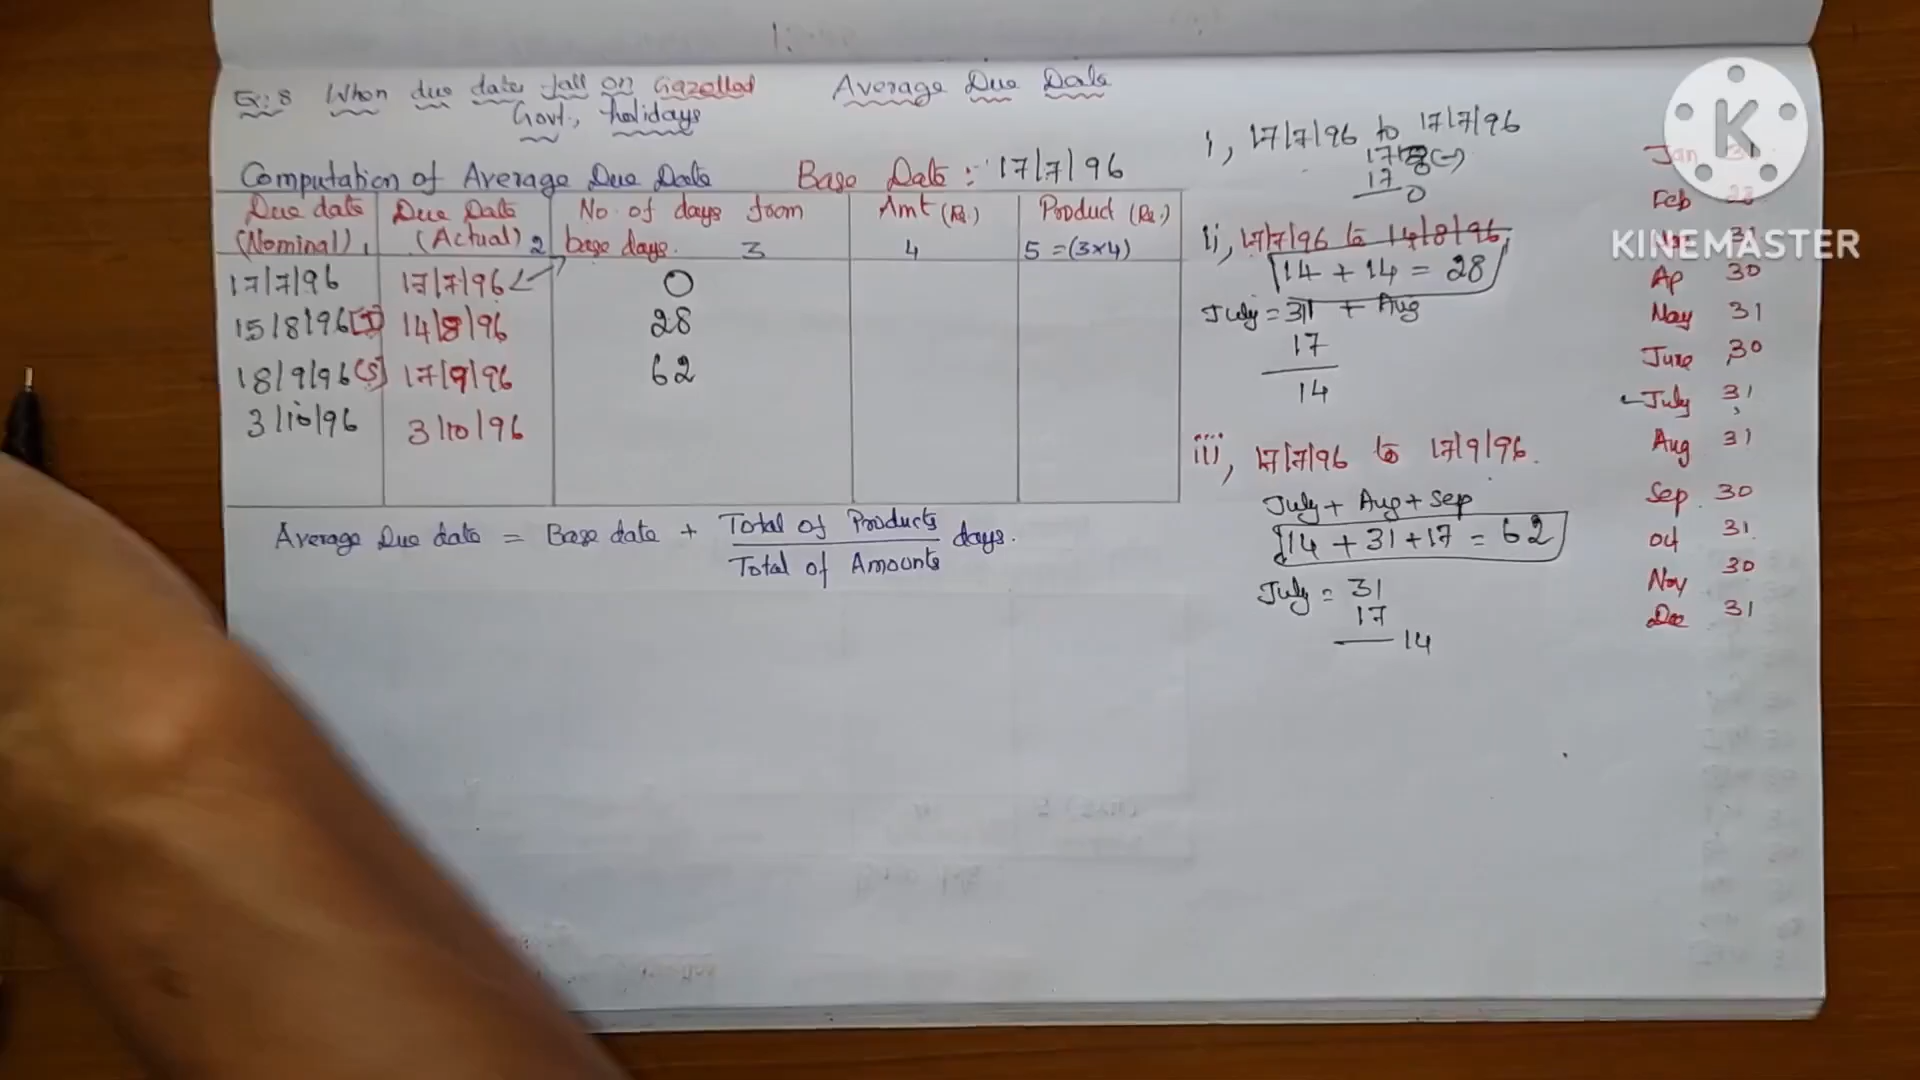 Ex:8 When due dates fall on Gazetted
Govt., holidays
Average Due Date
Computation of Average Due Date Base Date : 17/7/96
Due date (Nominal) 1 | Due Date (Actual) 2 | No. of days from base days. 3 | Amt (Rs.) 4 | Product (Rs.) 5 = (3x4)
17/7/96 17/7/96 0
15/8/96 14/8/96 28
18/9/96(S) 17/9/96 62
3/10/96 3/10/96
Average Due date = Base date + Total of Products / Total of Amounts days.
i, 17/7/96 to 17/7/96
17
0
ii, 17/7/96 to 14/8/96
14 + 14 = 28
July = 31 + Aug
17
14
iii, 17/7/96 to 17/9/96.
July + Aug + Sep
14 + 31 + 17 = 62
July = 31
17
14
Jan 31
Feb 28
31
Ap 30
May 31
June 30
July 31
Aug 31
Sep 30
Oct 31
Nov 30
Dec 31
K
KINEMASTER